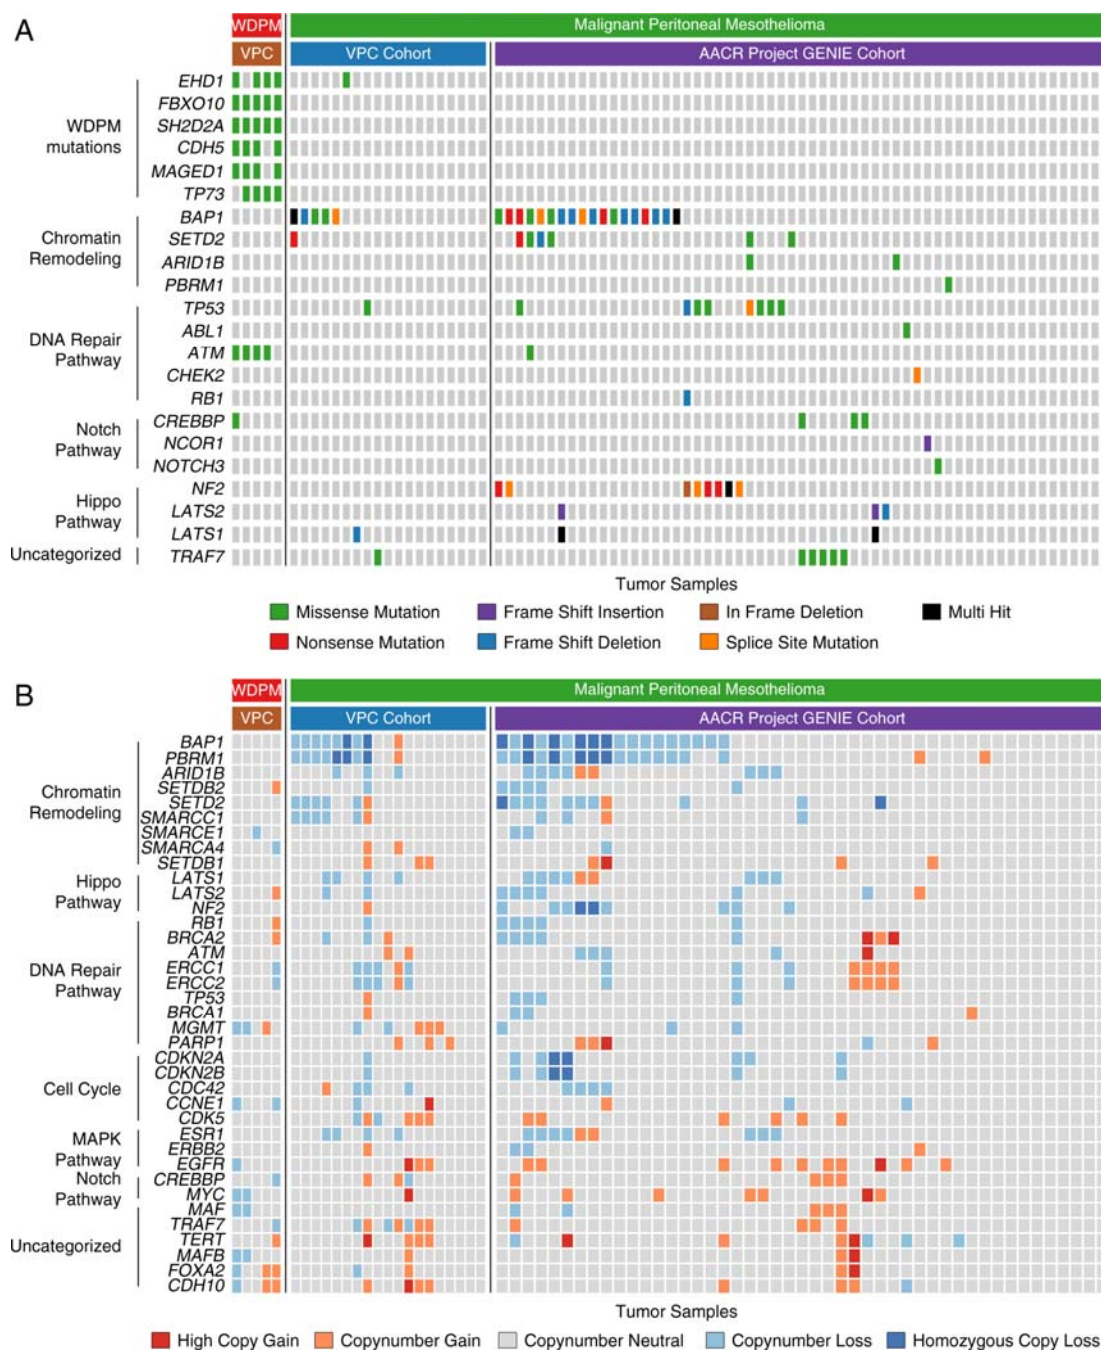 A
WDPM
Malignant Peritoneal Mesothelioma
VPC
VPC Cohort
AACR Project GENIE Cohort
WDPM
mutations
EHD1
FBXO10
SH2D2A
CDH5
MAGED1
TP73
Chromatin
Remodeling
BAP1
SETD2
ARID1B
PBRM1
DNA Repair
Pathway
TP53
ABL1
ATM
CHEK2
RB1
Notch
Pathway
CREBBP
NCOR1
NOTCH3
Hippo
Pathway
NF2
LATS2
LATS1
Uncategorized
TRAF7
Tumor Samples
Missense Mutation
Frame Shift Insertion
In Frame Deletion
Multi Hit
Nonsense Mutation
Frame Shift Deletion
Splice Site Mutation
B
WDPM
Malignant Peritoneal Mesothelioma
VPC
VPC Cohort
AACR Project GENIE Cohort
Chromatin
Remodeling
BAP1
PBRM1
ARID1B
SETDB2
SETD2
SMARCC1
SMARCE1
SMARCA4
SETDB1
Hippo
Pathway
LATS1
LATS2
NF2
DNA Repair
Pathway
RB1
BRCA2
ATM
ERCC1
ERCC2
TP53
BRCA1
MGMT
PARP1
Cell Cycle
CDKN2A
CDKN2B
CDC42
CCNE1
CDK5
MAPK
Pathway
ESR1
ERBB2
EGFR
Notch
Pathway
CREBBP
MYC
Uncategorized
MAF
TRAF7
TERT
MAFB
FOXA2
CDH10
Tumor Samples
High Copy Gain
Copynumber Gain
Copynumber Neutral
Copynumber Loss
Homozygous Copy Loss